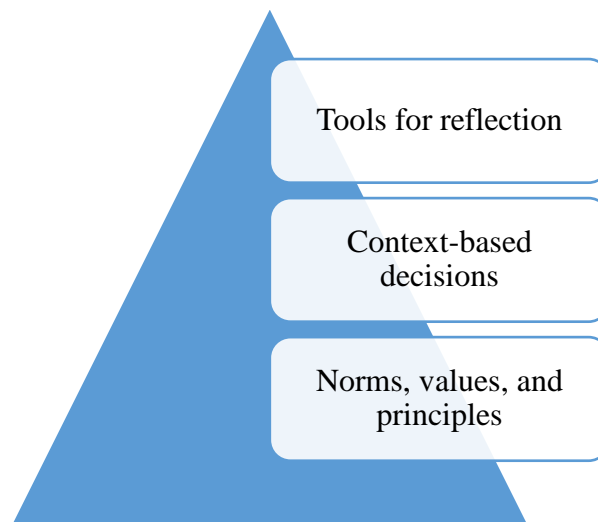 Tools for reflection
Context-based
decisions
Norms, values, and
principles